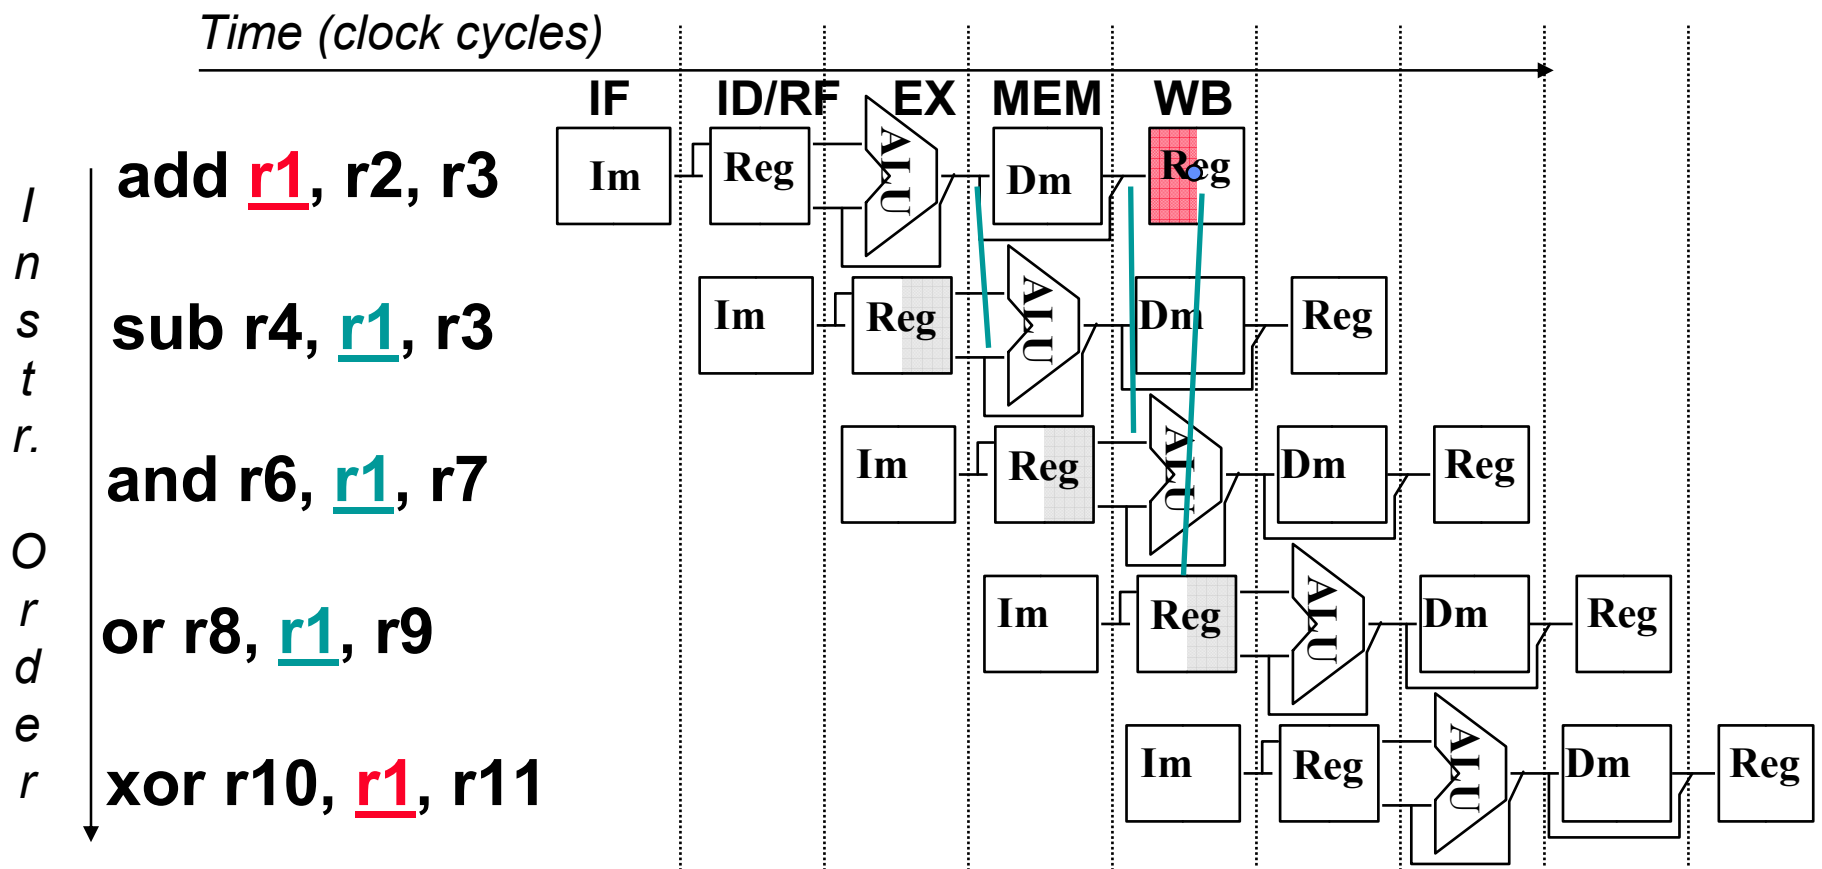 Time (clock cycles)
IF ID/RF EX MEM WB
Instr. Order
add r1, r2, r3
Im Reg ALU Dm Reg
sub r4, r1, r3
Im Reg ALU Dm Reg
and r6, r1, r7
Im Reg ALU Dm Reg
or r8, r1, r9
Im Reg ALU Dm Reg
xor r10, r1, r11
Im Reg ALU Dm Reg